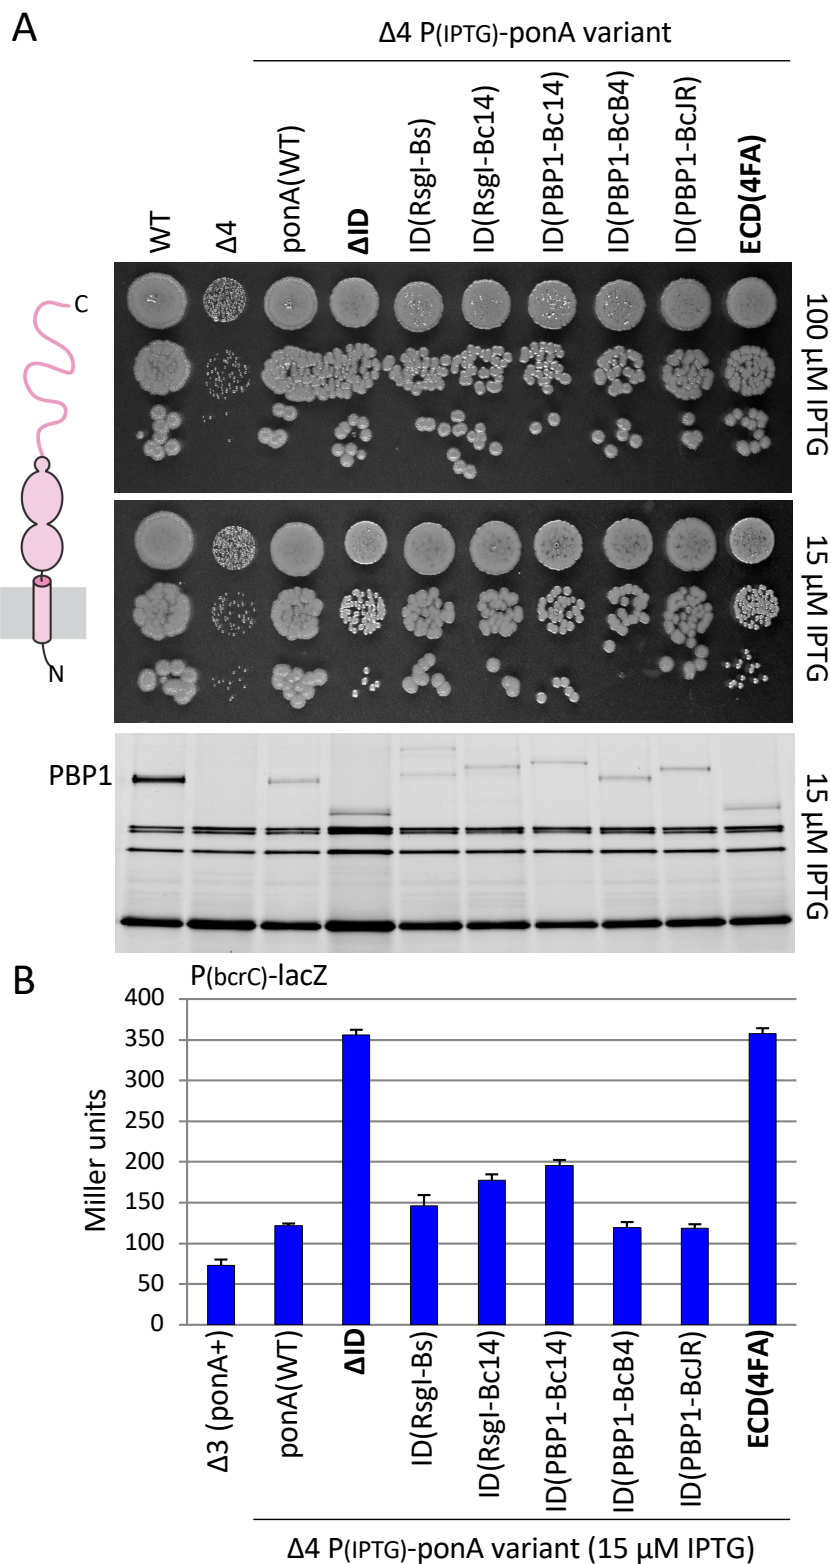 A
Δ4 P(IPTG)-ponA variant
WT
Δ4
ponA(WT)
ΔID
ID(RsgI-Bs)
ID(RsgI-Bc14)
ID(PBP1-Bc14)
ID(PBP1-BcB4)
ID(PBP1-BcJR)
ECD(4FA)
C
N
100 µM IPTG
15 µM IPTG
PBP1
15 µM IPTG
B
P(bcrC)-lacZ
Miller units
400
350
300
250
200
150
100
50
0
Δ3 (ponA+)
ponA(WT)
ΔID
ID(RsgI-Bs)
ID(RsgI-Bc14)
ID(PBP1-Bc14)
ID(PBP1-BcB4)
ID(PBP1-BcJR)
ECD(4FA)
Δ4 P(IPTG)-ponA variant (15 µM IPTG)